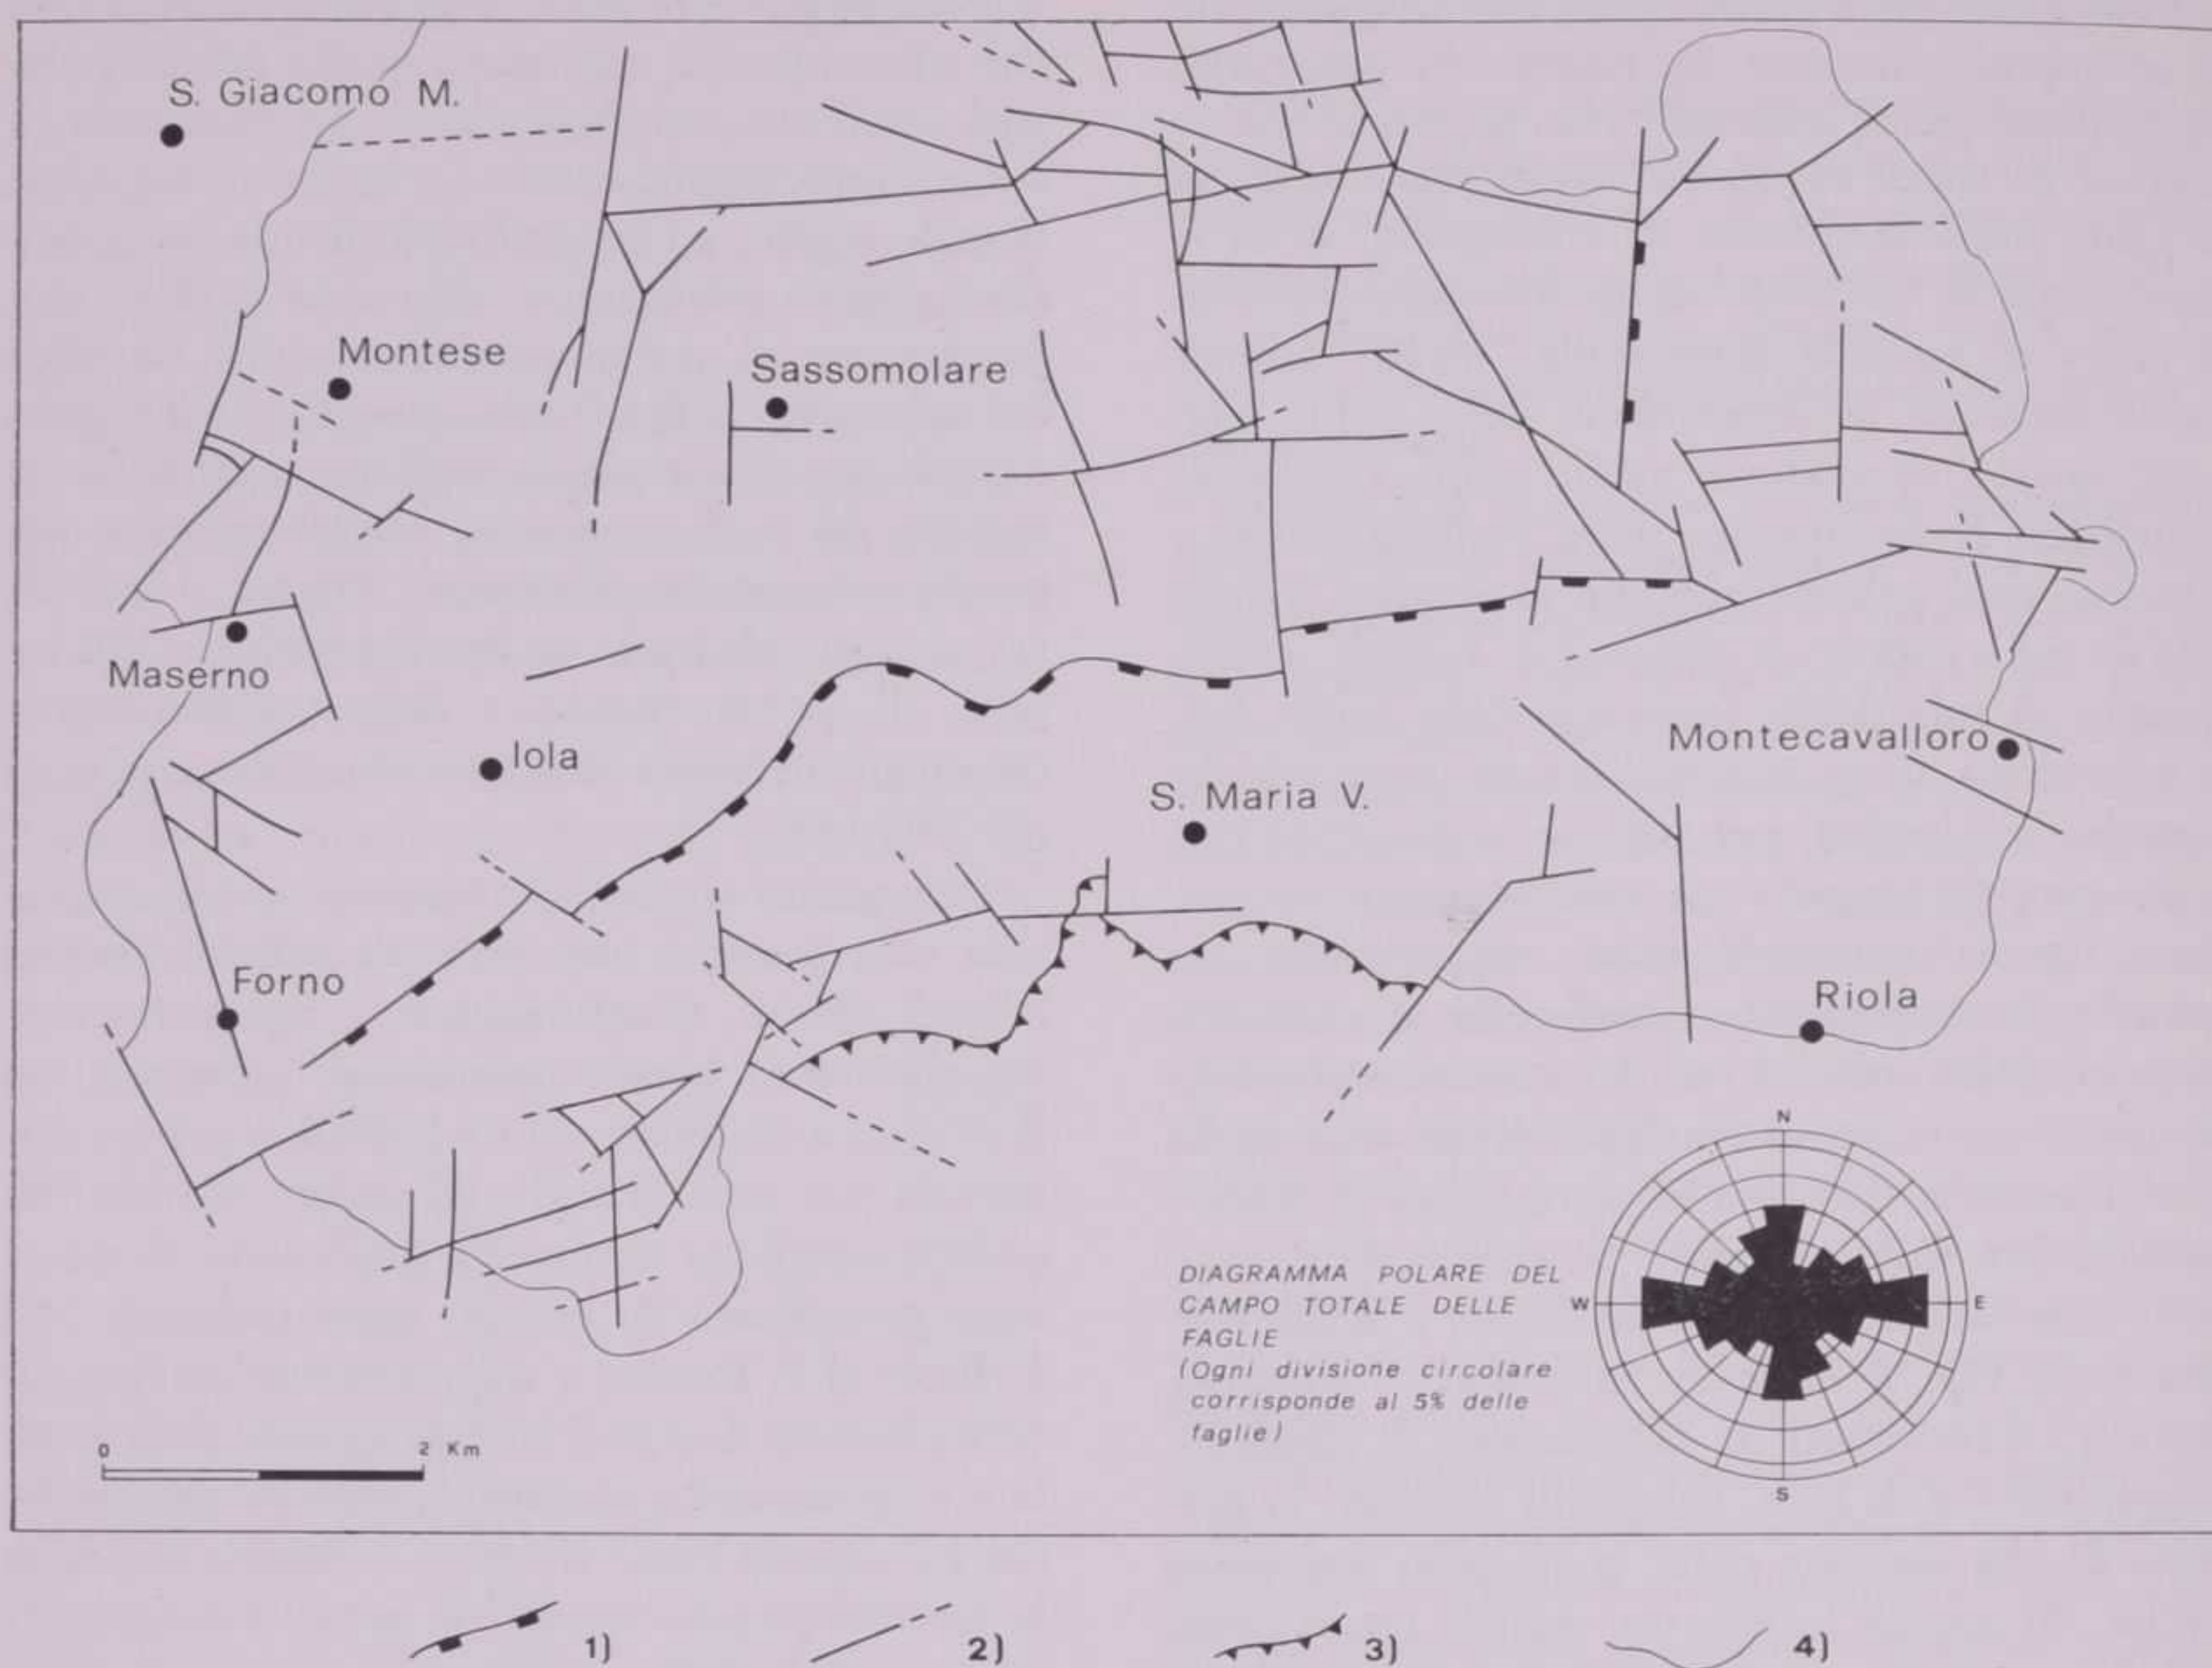 S. Giacomo M.
Montese
Sassomolare
Maserno
Iola
Montecavalloro
S. Maria V.
Forno
Riola
N
W
E
S
DIAGRAMMA POLARE DEL
CAMPO TOTALE DELLE
FAGLIE
(Ogni divisione circolare
corrisponde al 5% delle
faglie)
0 2 Km
1) 2) 3) 4)